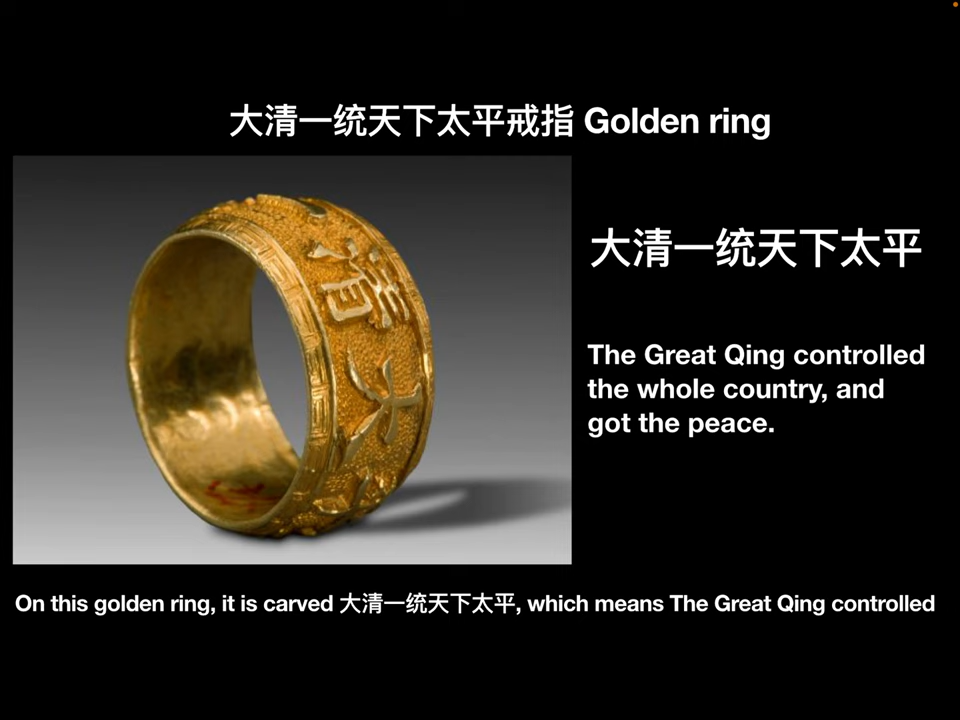 大清一统天下太平戒指 Golden ring
清
大
大清一统天下太平
The Great Qing controlled
the whole country, and
got the peace.
On this golden ring, it is carved 大清一统天下太平, which means The Great Qing controlled